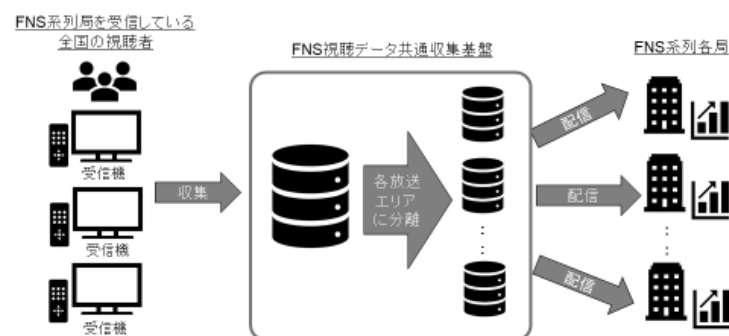 FNS系列局を受信している
全国の視聴者
受信機
受信機
受信機
収集
FNS視聴データ共通収集基盤
各放送
エリア
に分離
配信
配信
配信
FNS系列各局